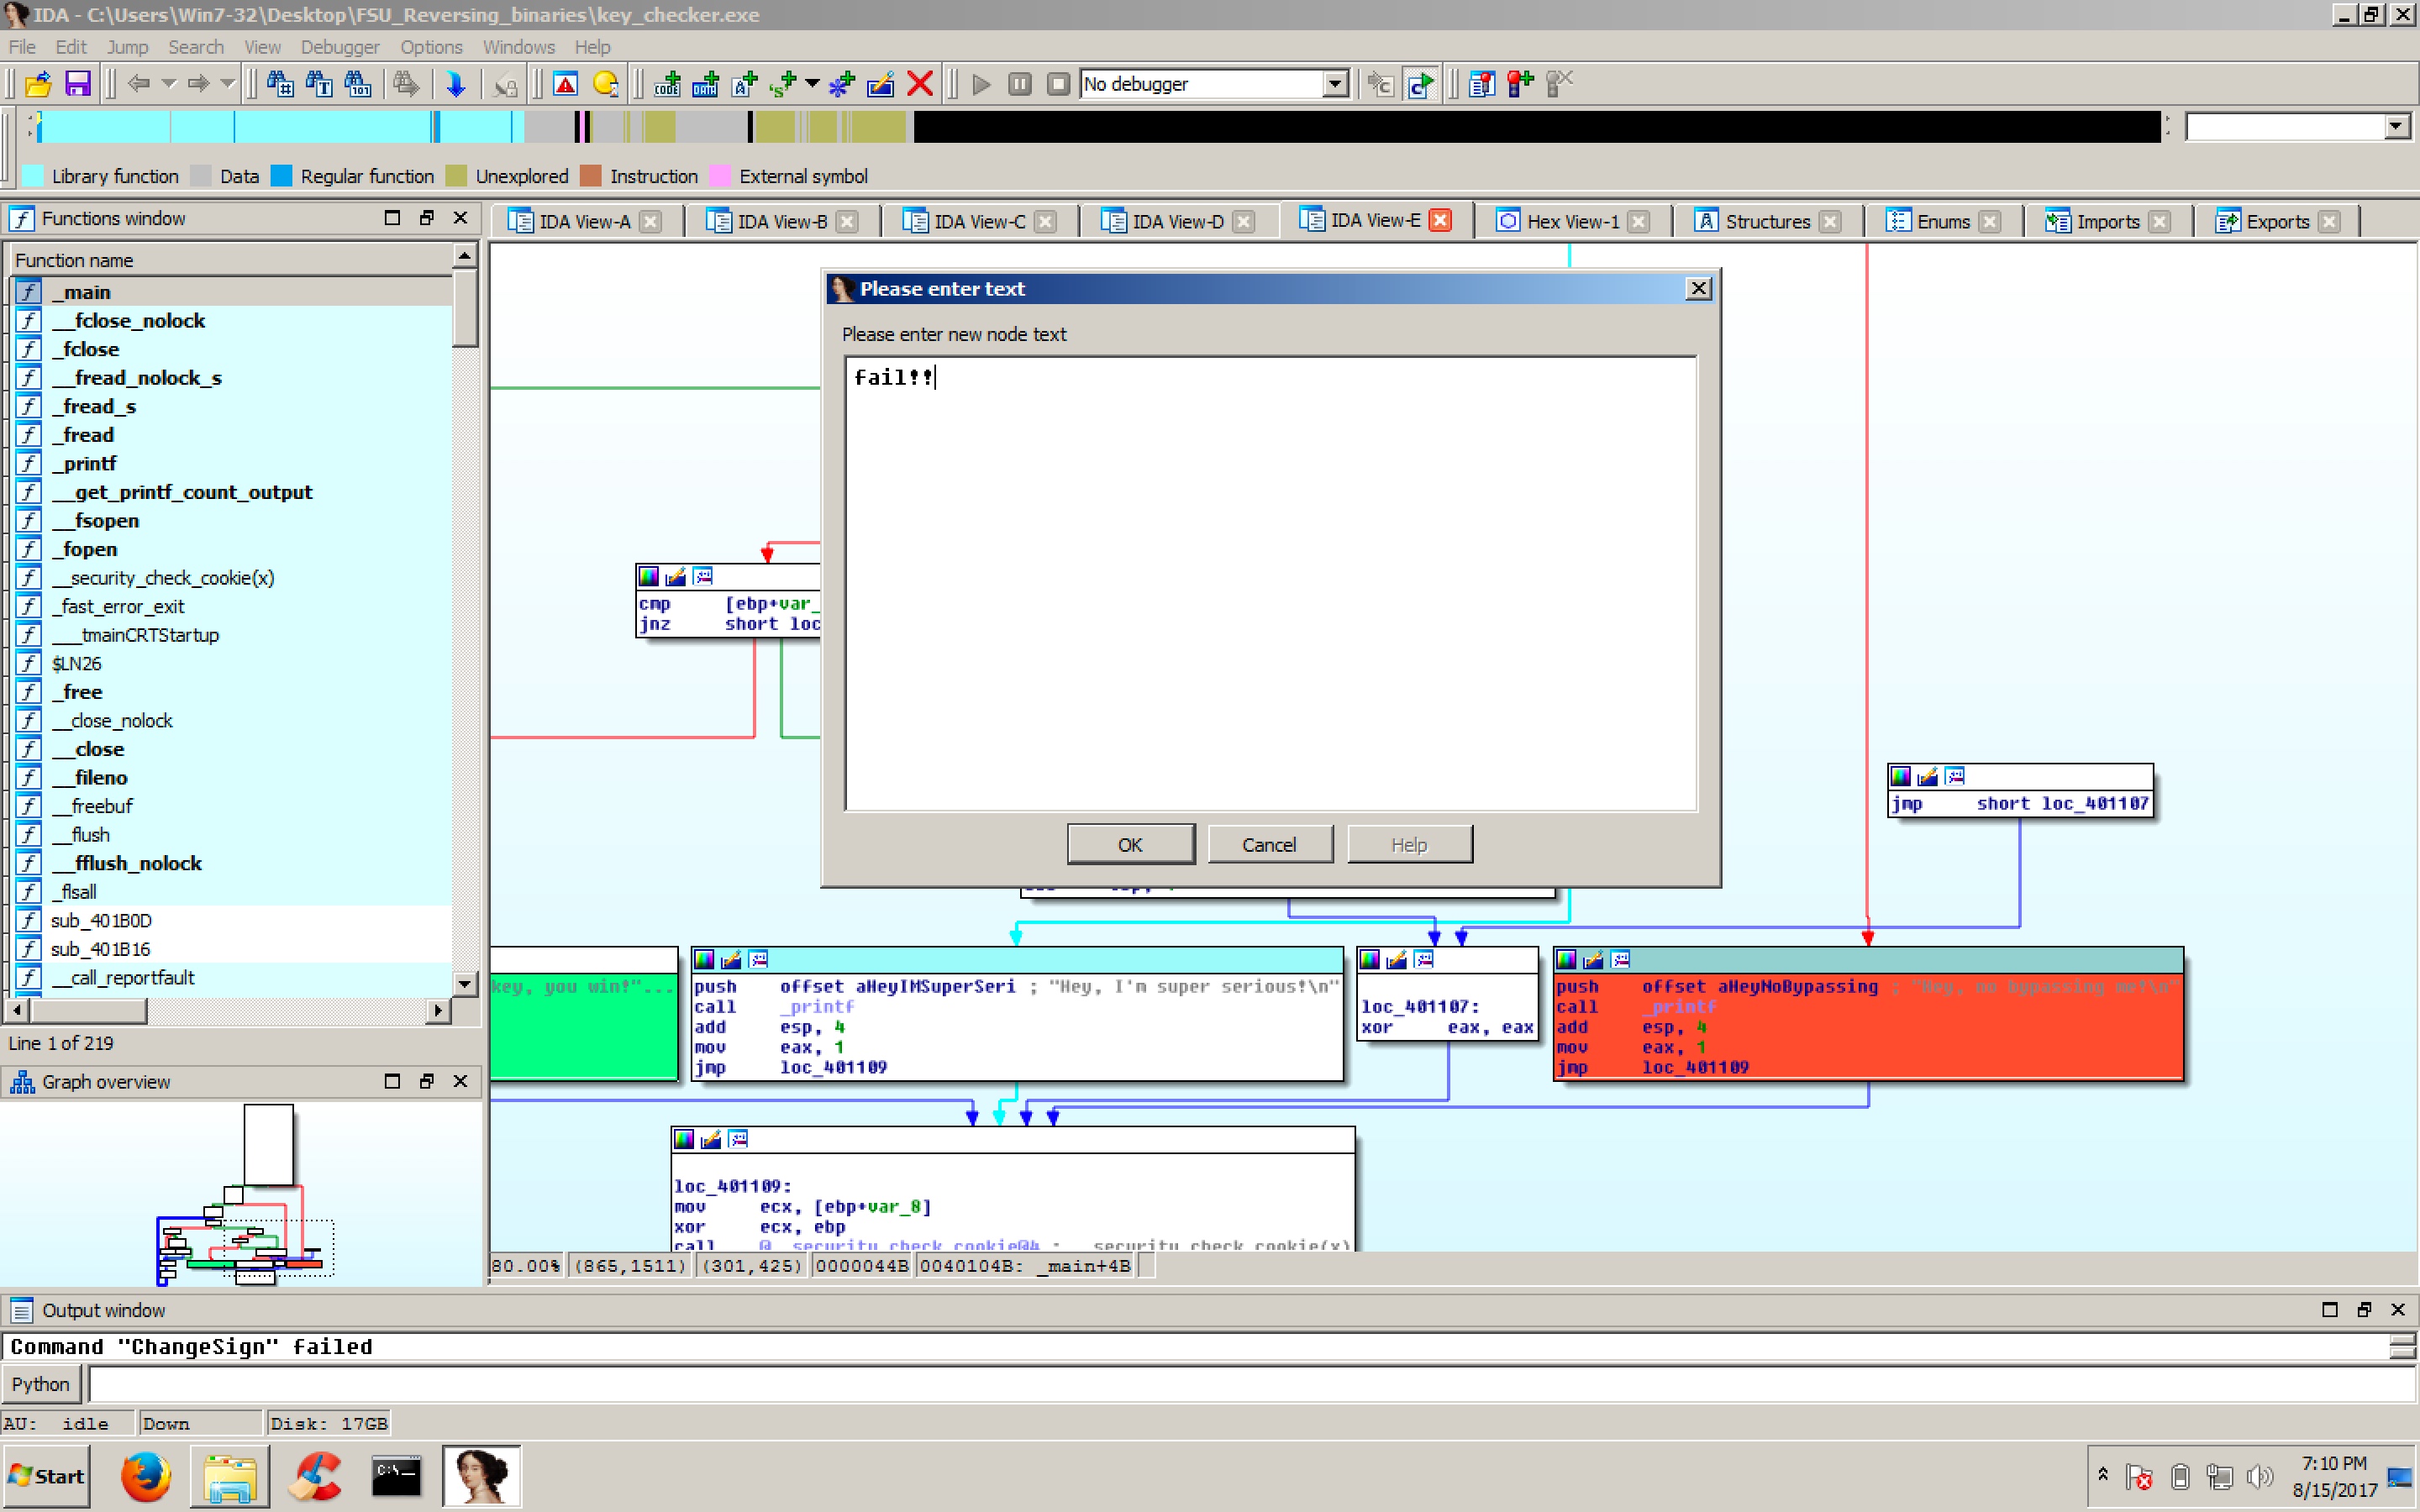 IDA - C:\Users\Win7-32\Desktop\FSU_Reversing_binaries\key_checker.exe
File Edit Jump Search View Debugger Options Windows Help
No debugger
Library function Data Regular function Unexplored Instruction External symbol
Functions window
IDA View-A IDA View-B IDA View-C IDA View-D IDA View-E Hex View-1 Structures Enums Imports Exports
Function name
_main
__fclose_nolock
_fclose
__fread_nolock_s
_fread_s
_fread
_printf
__get_printf_count_output
__fsopen
_fopen
__security_check_cookie(x)
_fast_error_exit
___tmainCRTStartup
$LN26
_free
__close_nolock
__close
__fileno
__freebuf
__flush
__fflush_nolock
_flsall
sub_401B0D
sub_401B16
__call_reportfault
Line 1 of 219
Graph overview
Please enter text
Please enter new node text
fail!!
OK Cancel Help
cmp [ebp+var_
jnz short loc
jmp short loc_401107
key, you win!"...
push offset aHeyIMSuperSeri ; "Hey, I'm super serious!\n"
call _printf
add esp, 4
mov eax, 1
jmp loc_401109
loc_401107:
xor eax, eax
push offset aHeyNoBypassing ; "Hey, no bypassing me!\n"
call _printf
add esp, 4
mov eax, 1
jmp loc_401109
loc_401109:
mov ecx, [ebp+var_8]
xor ecx, ebp
call @__security_check_cookie@4 ; __security_check_cookie(x)
80.00% (865,1511) (301,425) 0000044B 0040104B: _main+4B
Output window
Command "ChangeSign" failed
Python
AU: idle Down Disk: 17GB
Start
C:\_
7:10 PM
8/15/2017